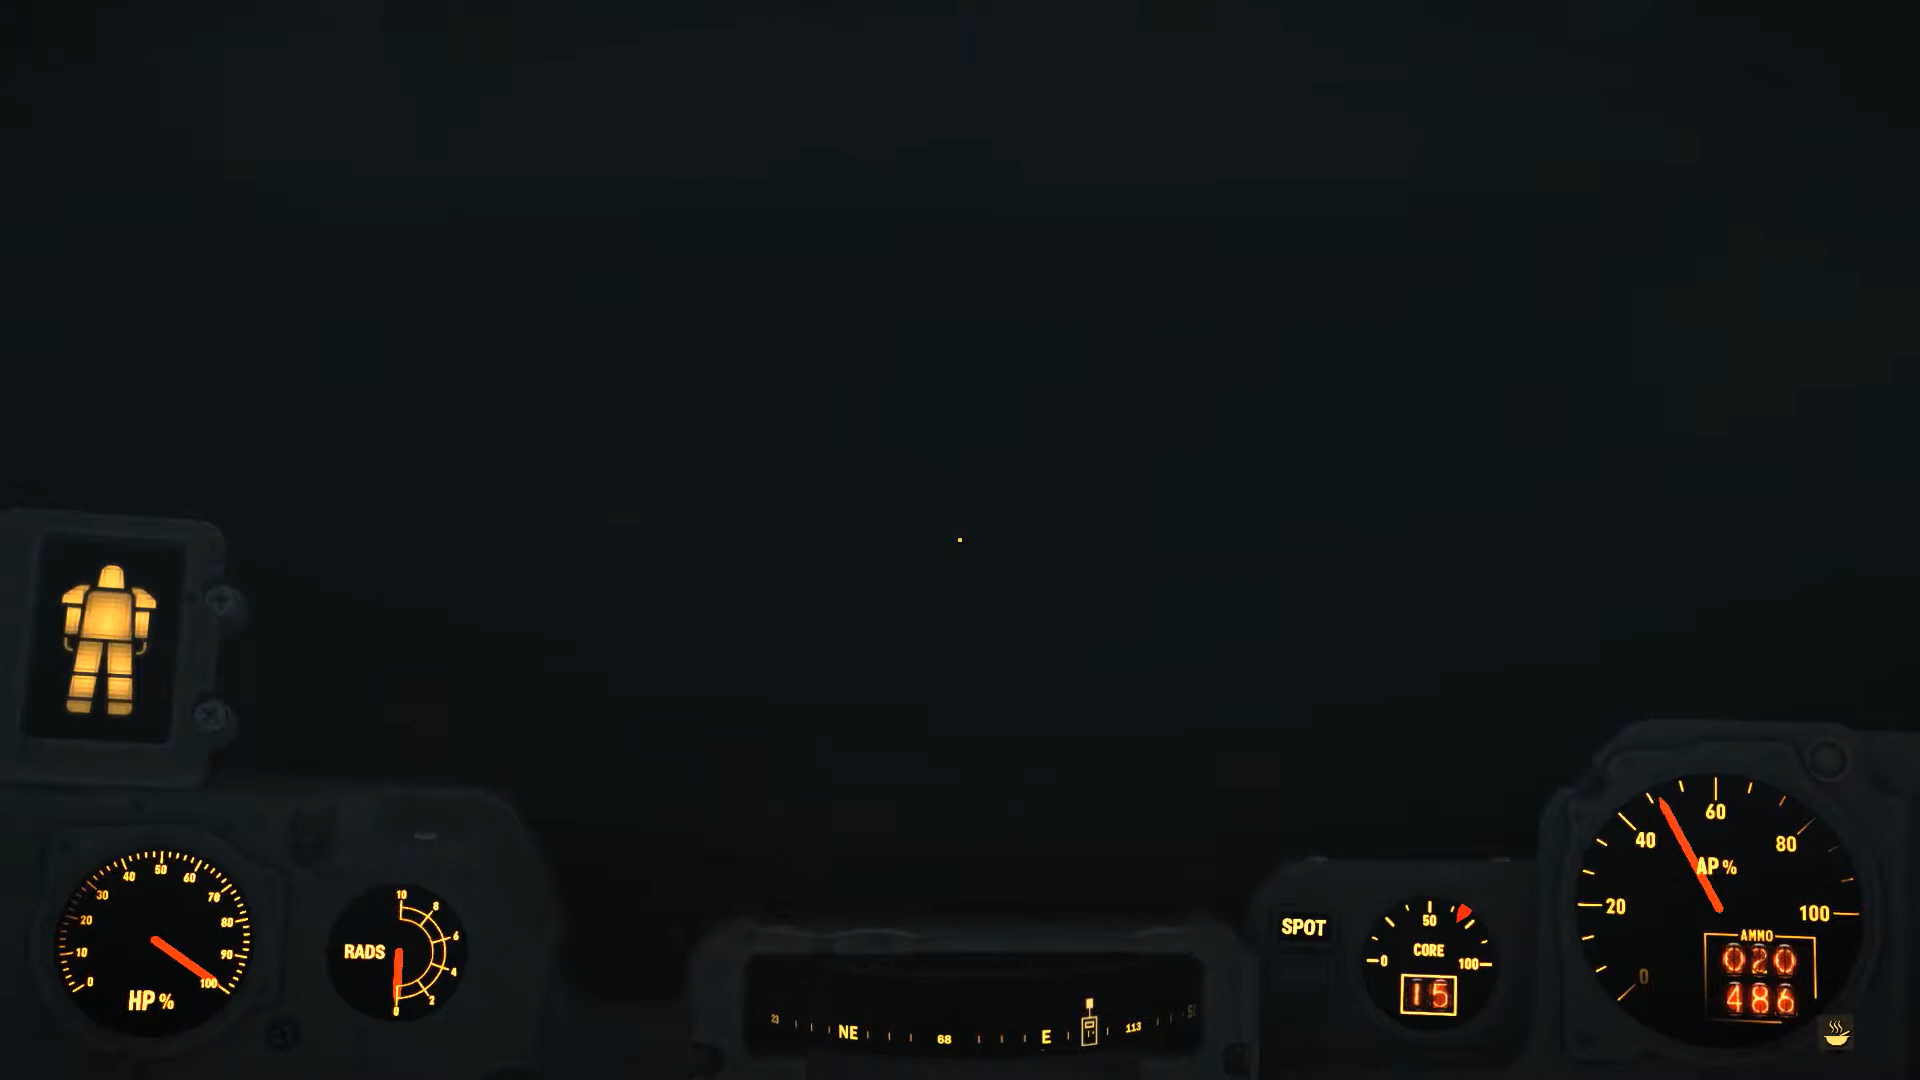 0 10 20 30 40 50 60 70 80 90 100
HP %
RADS
10 8 6 4 2 0
23 NE 68 E 113
SPOT
0 50 100
CORE
15
0 20 40 60 80 100
AP %
AMMO
020
486